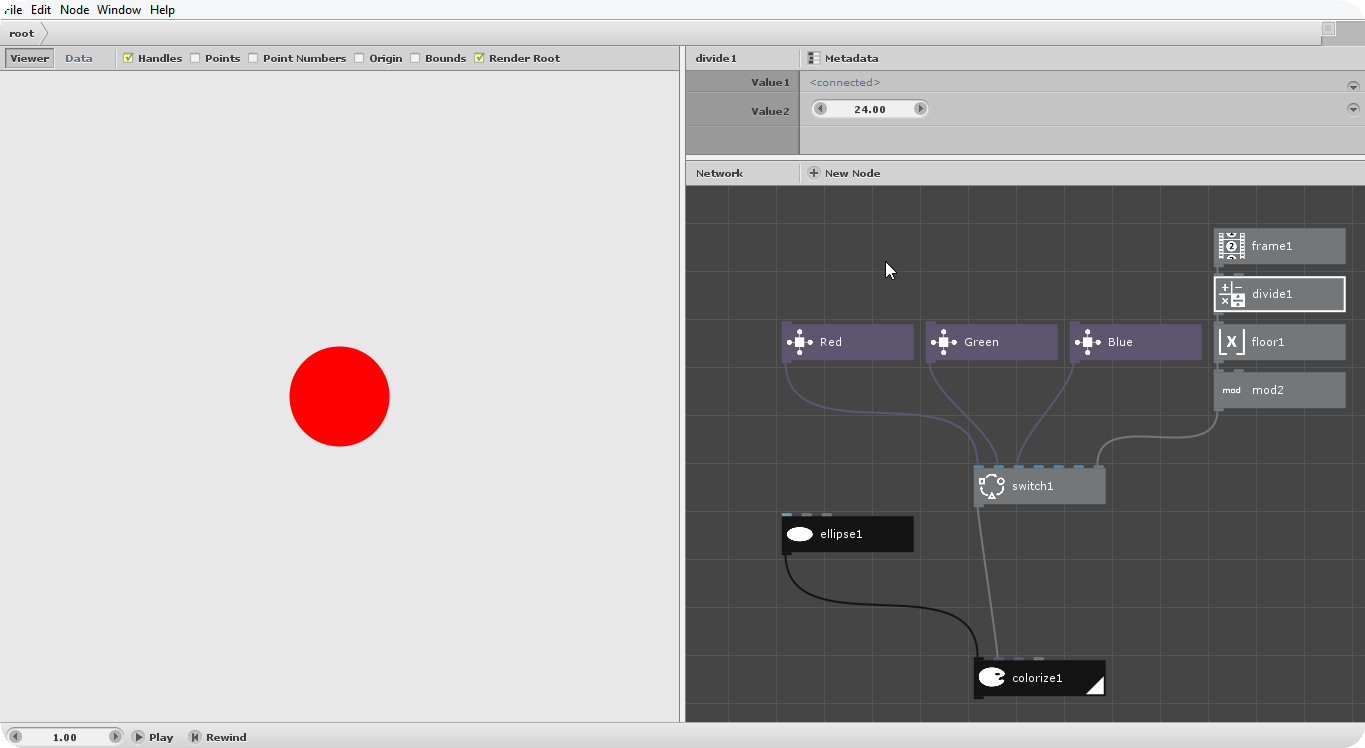 File Edit Node Window Help
root
Viewer Data Handles Points Point Numbers Origin Bounds Render Root
divide1 Metadata
Value1 <connected>
Value2 24.00
Network New Node
frame1
divide1
Red Green Blue floor1
mod mod2
switch1
ellipse1
colorize1
1.00 Play Rewind